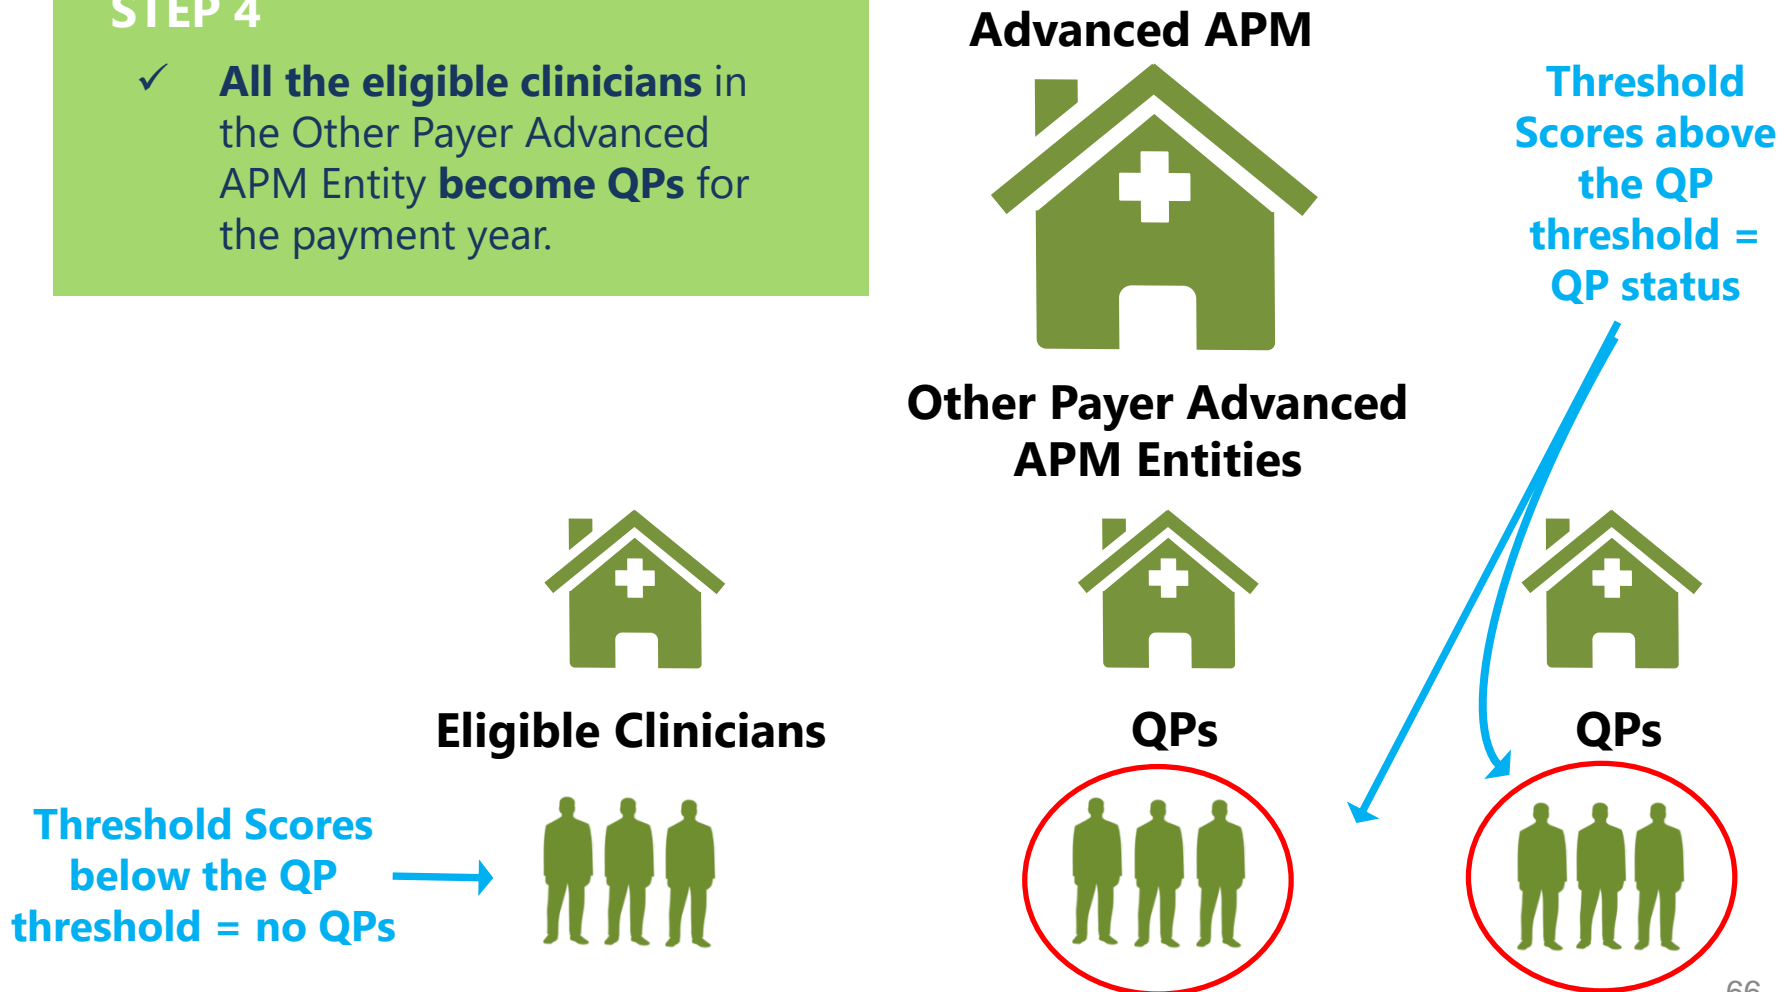 STEP 4
✓ All the eligible clinicians in
the Other Payer Advanced
APM Entity become QPs for
the payment year.
Advanced APM
Threshold
Scores above
the QP
threshold =
QP status
Other Payer Advanced
APM Entities
Eligible Clinicians
QPs
QPs
Threshold Scores
below the QP
threshold = no QPs
66